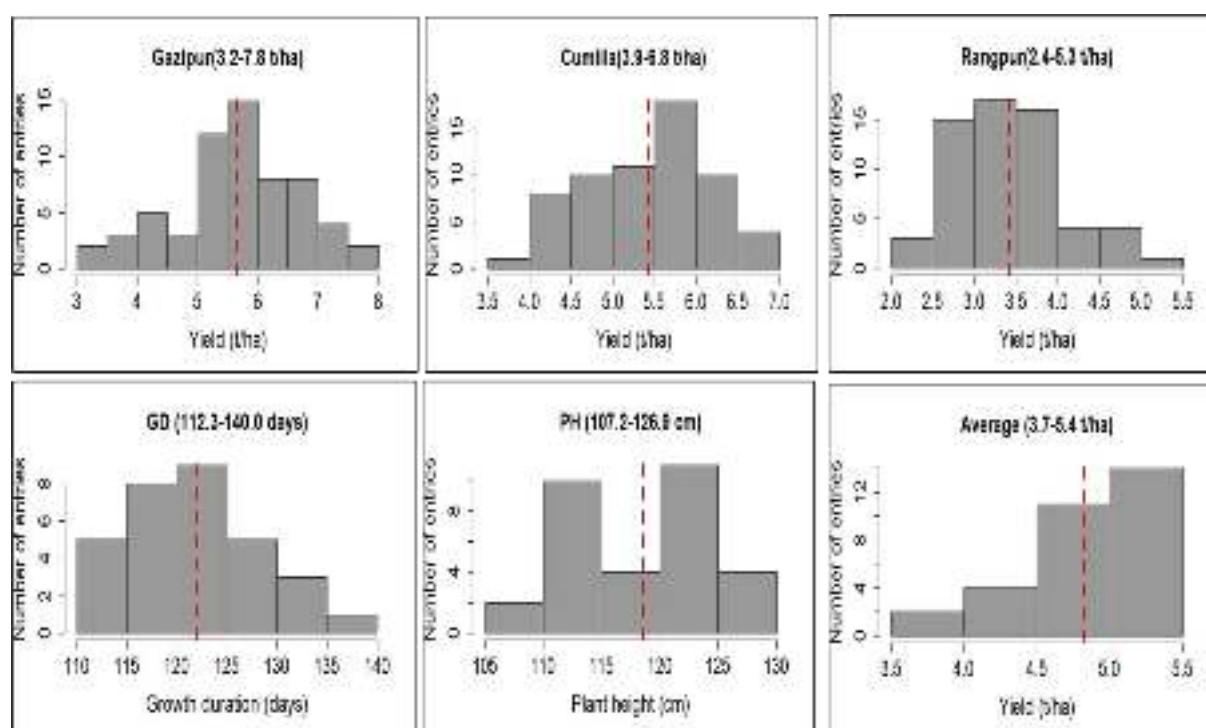 Gazipur(3.2-7.8 t/ha)
Number of entries
0 5 10 15
3 4 5 6 7 8
Yield (t/ha)
Cumilla(3.9-6.8 t/ha)
Number of entries
0 5 10 15
3.5 4.0 4.5 5.0 5.5 6.0 6.5 7.0
Yield (t/ha)
Rangpur(2.4-5.3 t/ha)
Number of entries
0 5 10 15
2.0 2.5 3.0 3.5 4.0 4.5 5.0 5.5
Yield (t/ha)
GD (112.3-140.0 days)
Number of entries
0 2 4 6 8
110 115 120 125 130 135 140
Growth duration (days)
PH (107.2-126.9 cm)
Number of entries
0 4 8
105 110 115 120 125 130
Plant height (cm)
Average (3.7-5.4 t/ha)
Number of entries
0 4 8 12
3.5 4.0 4.5 5.0 5.5
Yield (t/ha)